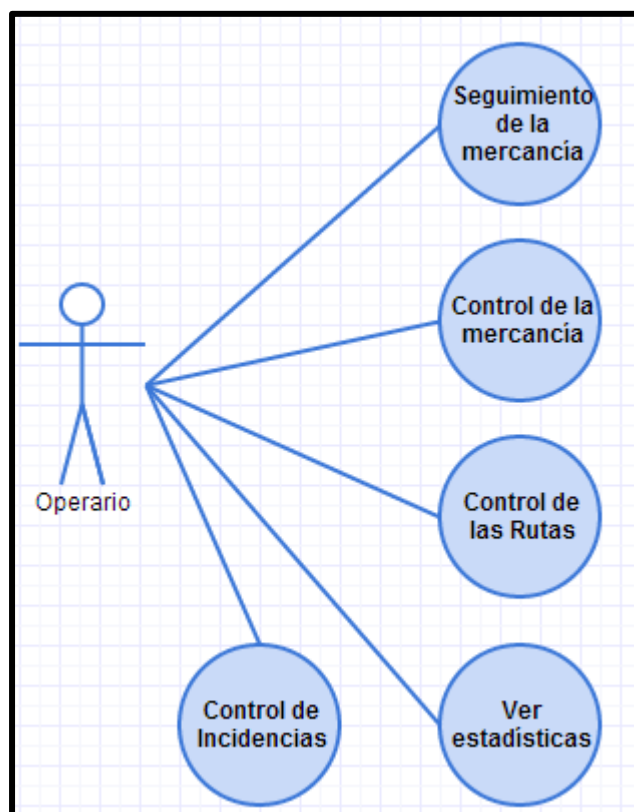 Seguimiento
de la
mercancía
Control de la
mercancía
Operario
Control de
las Rutas
Control de
Incidencias
Ver
estadísticas